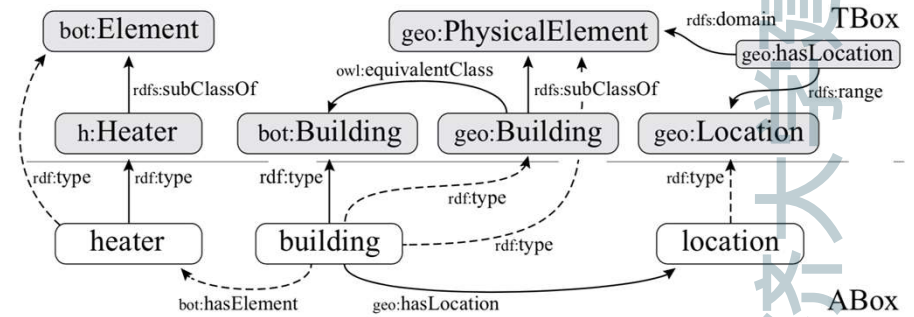 bot:Element
geo:PhysicalElement
rdfs:domain
TBox
geo:hasLocation
owl:equivalentClass
rdfs:subClassOf
rdfs:subClassOf
rdfs:range
h:Heater
bot:Building
geo:Building
geo:Location
rdf:type
rdf:type
rdf:type
rdf:type
rdf:type
rdf:type
heater
building
location
bot:hasElement
geo:hasLocation
ABox
大学